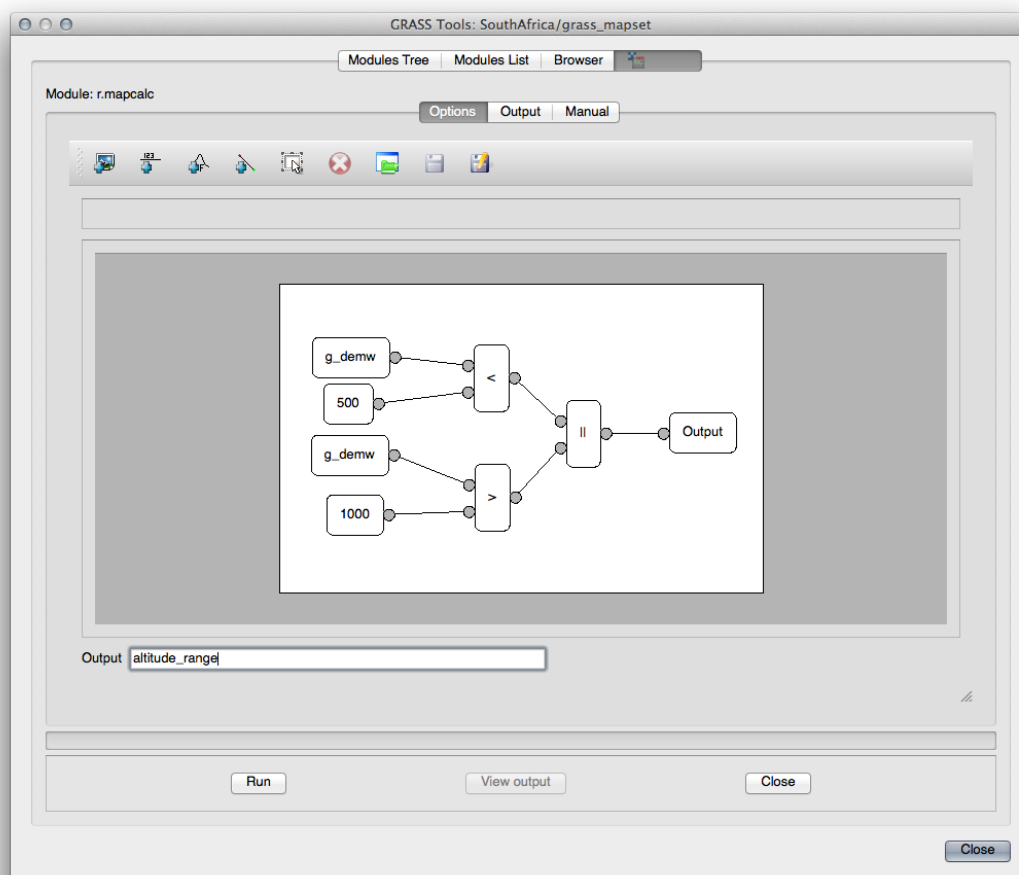 GRASS Tools: SouthAfrica/grass_mapset
Modules Tree Modules List Browser
Module: r.mapcalc
Options Output Manual
123
F
g_demw
<
500
||
Output
g_demw
>
1000
Output altitude_range
Run View output Close
Close